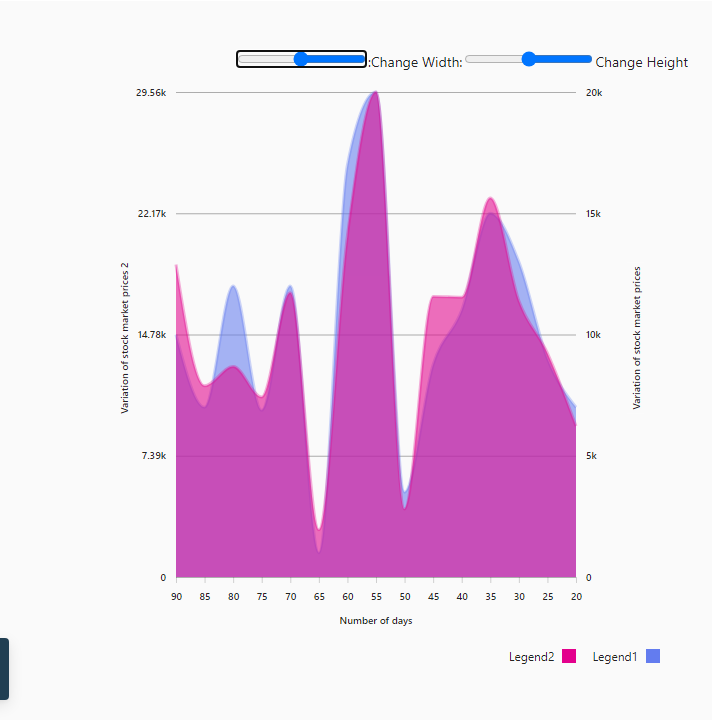 :Change Width:
Change Height
29.56k
20k
22.17k
15k
14.78k
10k
7.39k
5k
0
0
Variation of stock market prices 2
Variation of stock market prices
90 85 80 75 70 65 60 55 50 45 40 35 30 25 20
Number of days
Legend2
Legend1